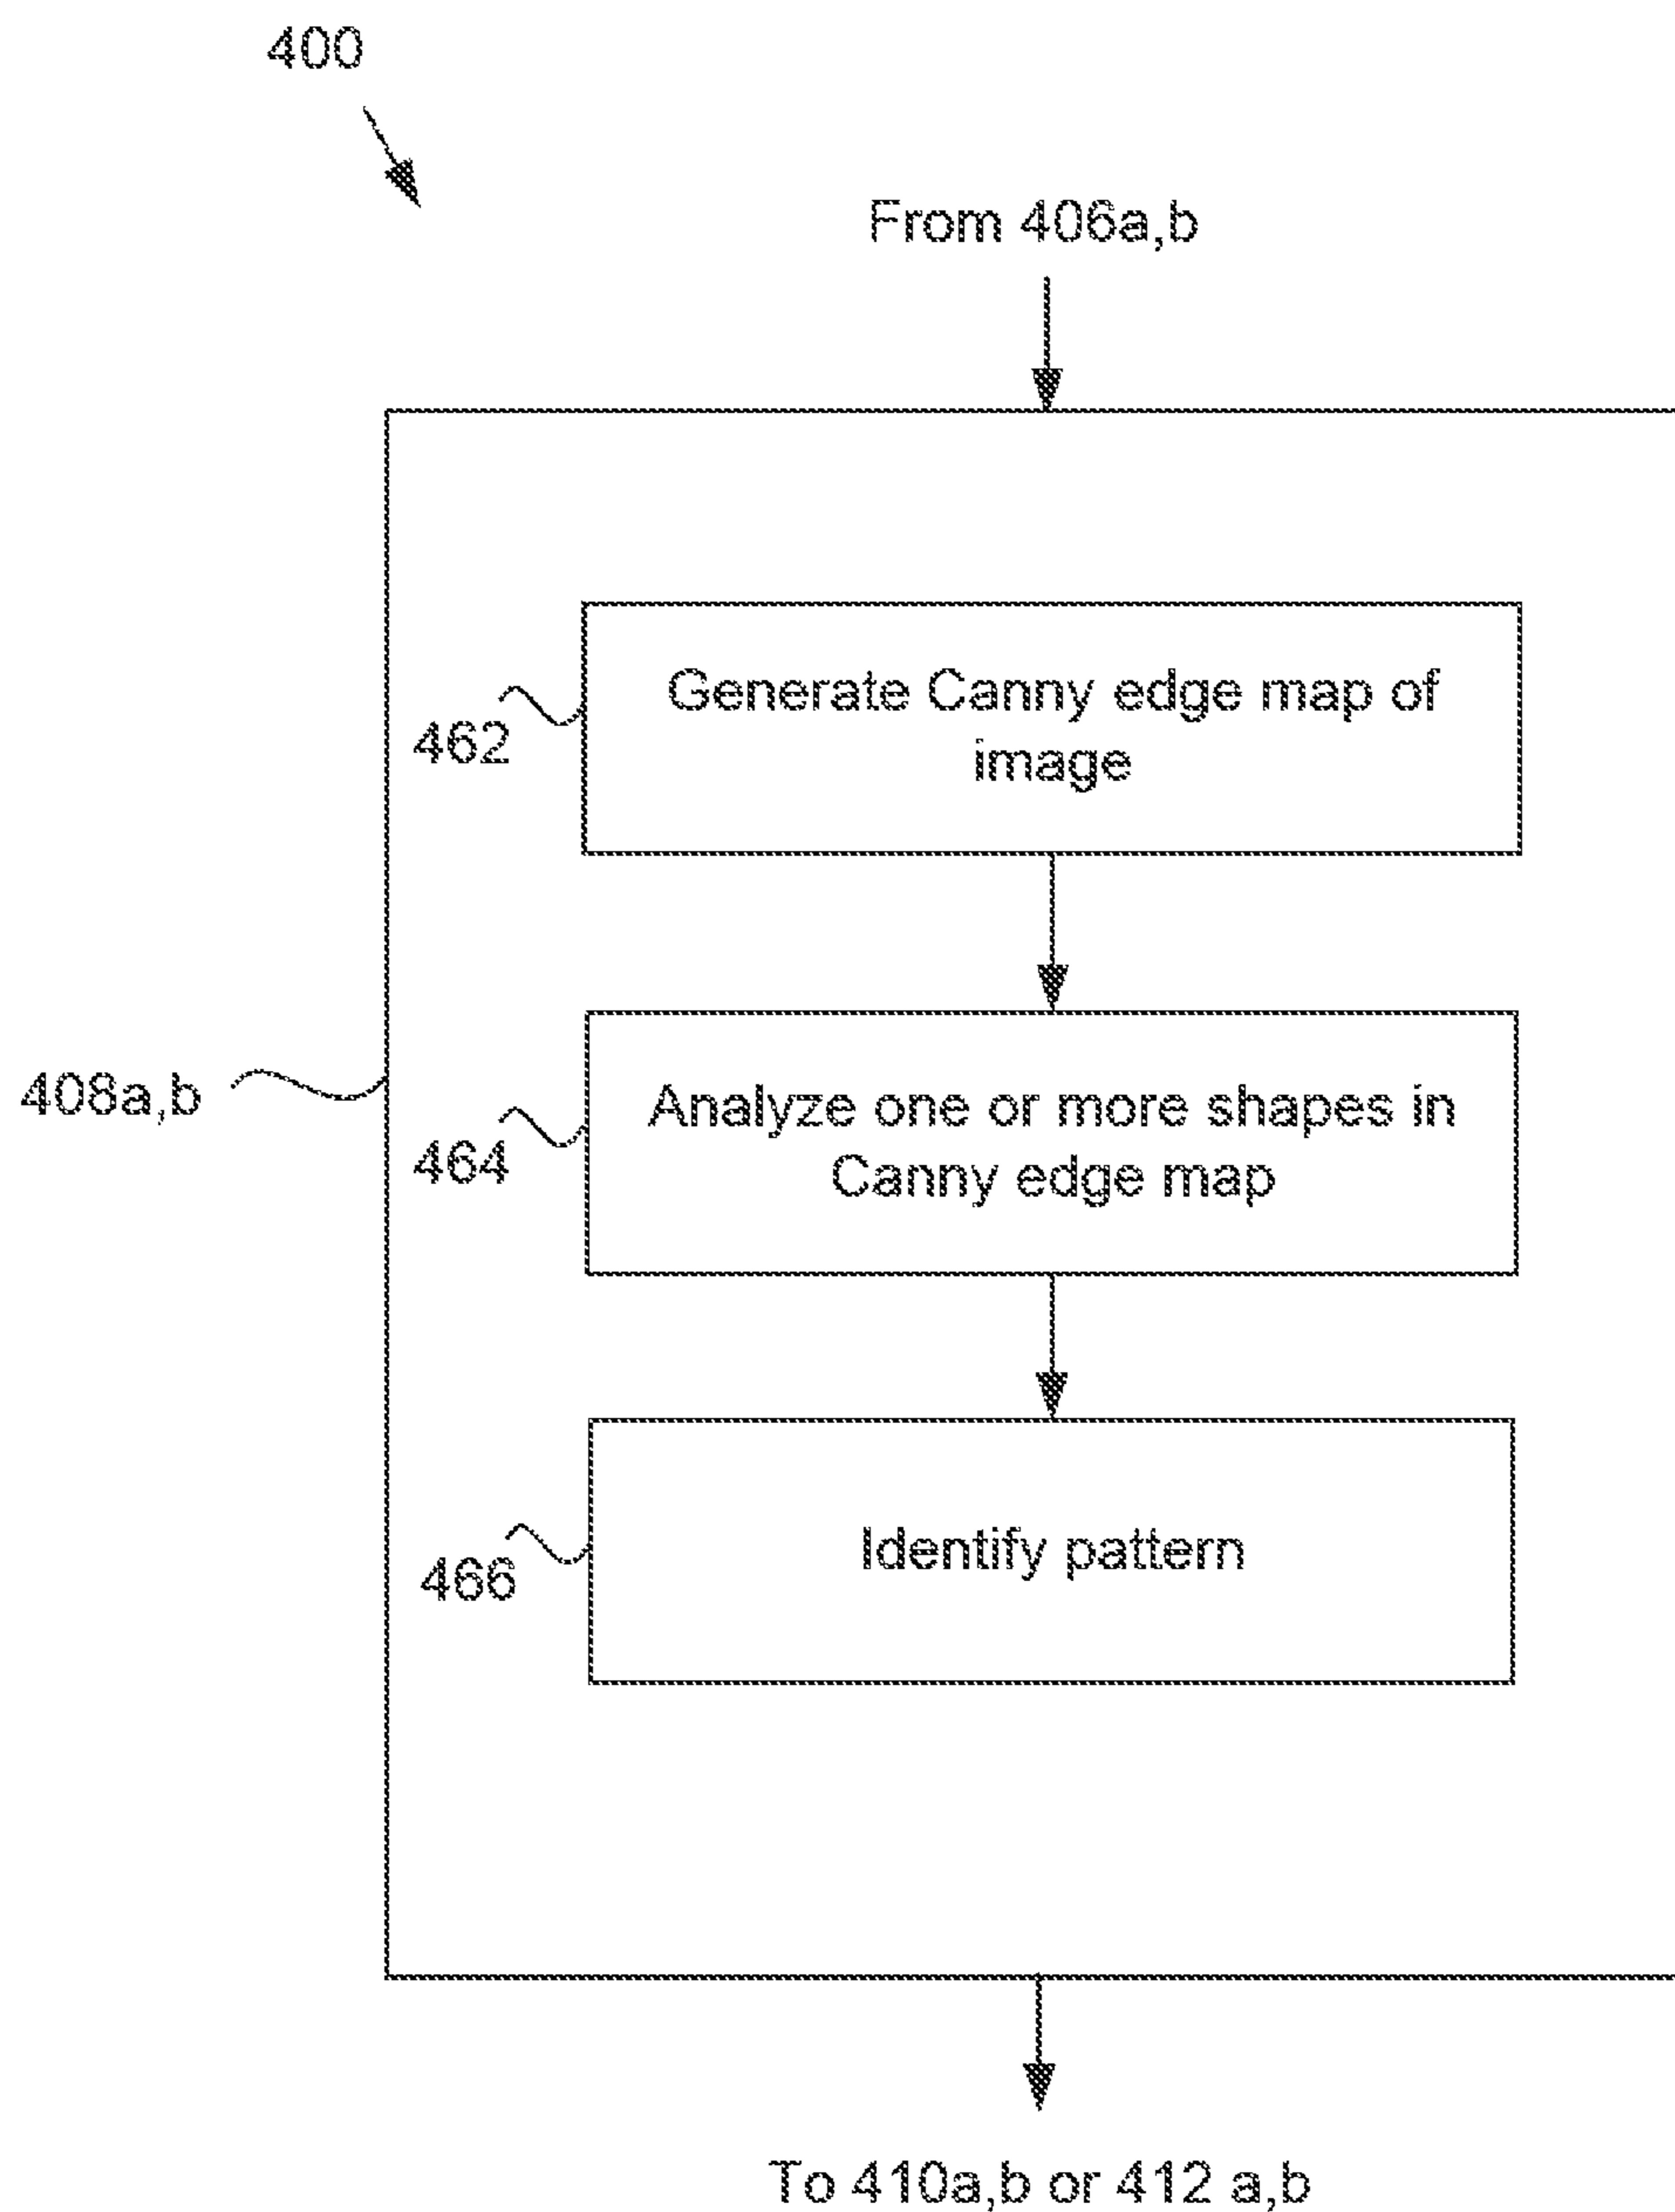 400
From 406a,b
Generate Canny edge map of
image
462
Analyze one or more shapes in
Canny edge map
408a,b
464
Identify pattern
466
To 410a,b or 412 a,b